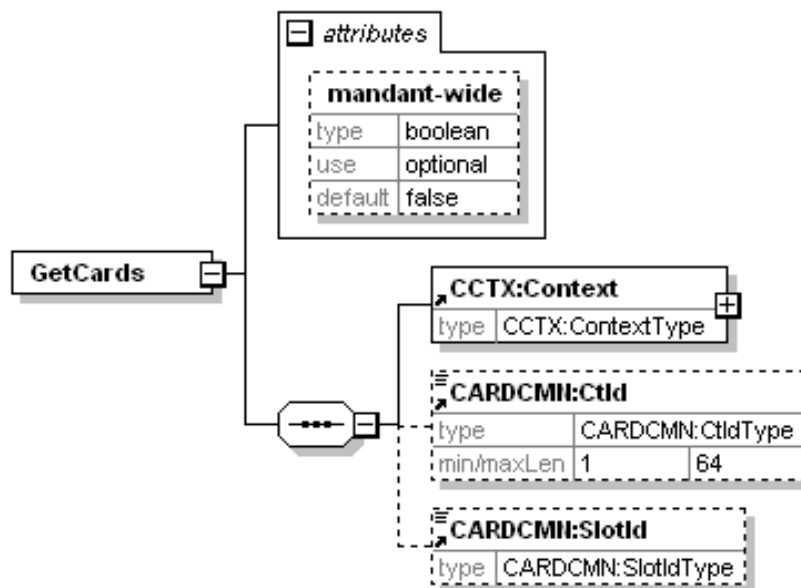 attributes
mandant-wide
type boolean
use optional
default false
GetCards
CCTX:Context
type CCTX:ContextType
CARDCMN:CtId
type CARDCMN:CtIdType
min/maxLen 1 64
CARDCMN:SlotId
type CARDCMN:SlotIdType